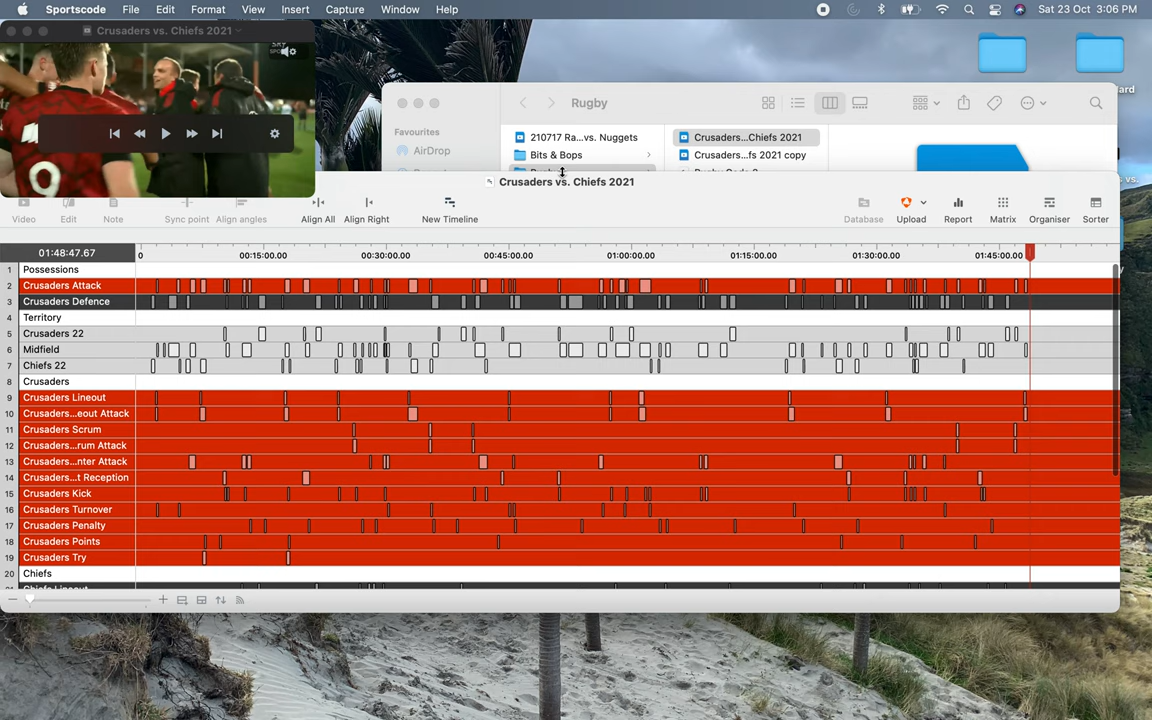 Sportscode File Edit Format View Insert Capture Window Help Sat 23 Oct 3:06 PM
Crusaders vs. Chiefs 2021
SKY
9
Rugby
Favourites
AirDrop
210717 Ra...vs. Nuggets
Bits & Bops
Crusaders...Chiefs 2021
Crusaders...fs 2021 copy
ard
vs.
Crusaders vs. Chiefs 2021
Video Edit Note Sync point Align angles Align All Align Right New Timeline Database Upload Report Matrix Organiser Sorter
01:48:47.67 0 00:15:00.00 00:30:00.00 00:45:00.00 01:00:00.00 01:15:00.00 01:30:00.00 01:45:00.00
1 Possessions
2 Crusaders Attack
3 Crusaders Defence
4 Territory
5 Crusaders 22
6 Midfield
7 Chiefs 22
8 Crusaders
9 Crusaders Lineout
10 Crusaders...eout Attack
11 Crusaders Scrum
12 Crusaders...rum Attack
13 Crusaders...nter Attack
14 Crusaders...t Reception
15 Crusaders Kick
16 Crusaders Turnover
17 Crusaders Penalty
18 Crusaders Points
19 Crusaders Try
20 Chiefs
21 Chiefs Lineout